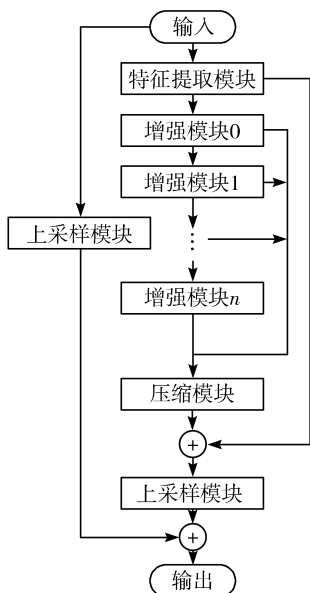 输入
特征提取模块
增强模块0
增强模块1
上采样模块
⋮
增强模块n
压缩模块
+
上采样模块
+
输出